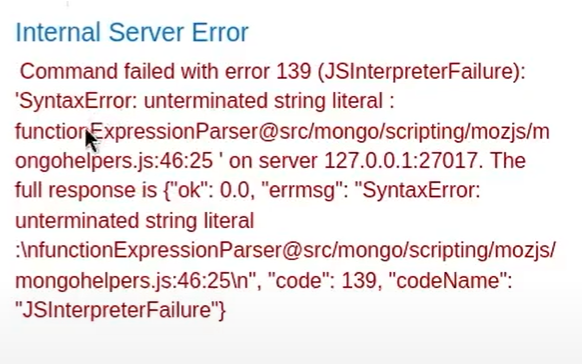 Internal Server Error
Command failed with error 139 (JSInterpreterFailure):
'SyntaxError: unterminated string literal :
functionExpressionParser@src/mongo/scripting/mozjs/m
ongohelpers.js:46:25 ' on server 127.0.0.1:27017. The
full response is {"ok": 0.0, "errmsg": "SyntaxError:
unterminated string literal
:\nfunctionExpressionParser@src/mongo/scripting/mozjs/
mongohelpers.js:46:25\n", "code": 139, "codeName":
"JSInterpreterFailure"}